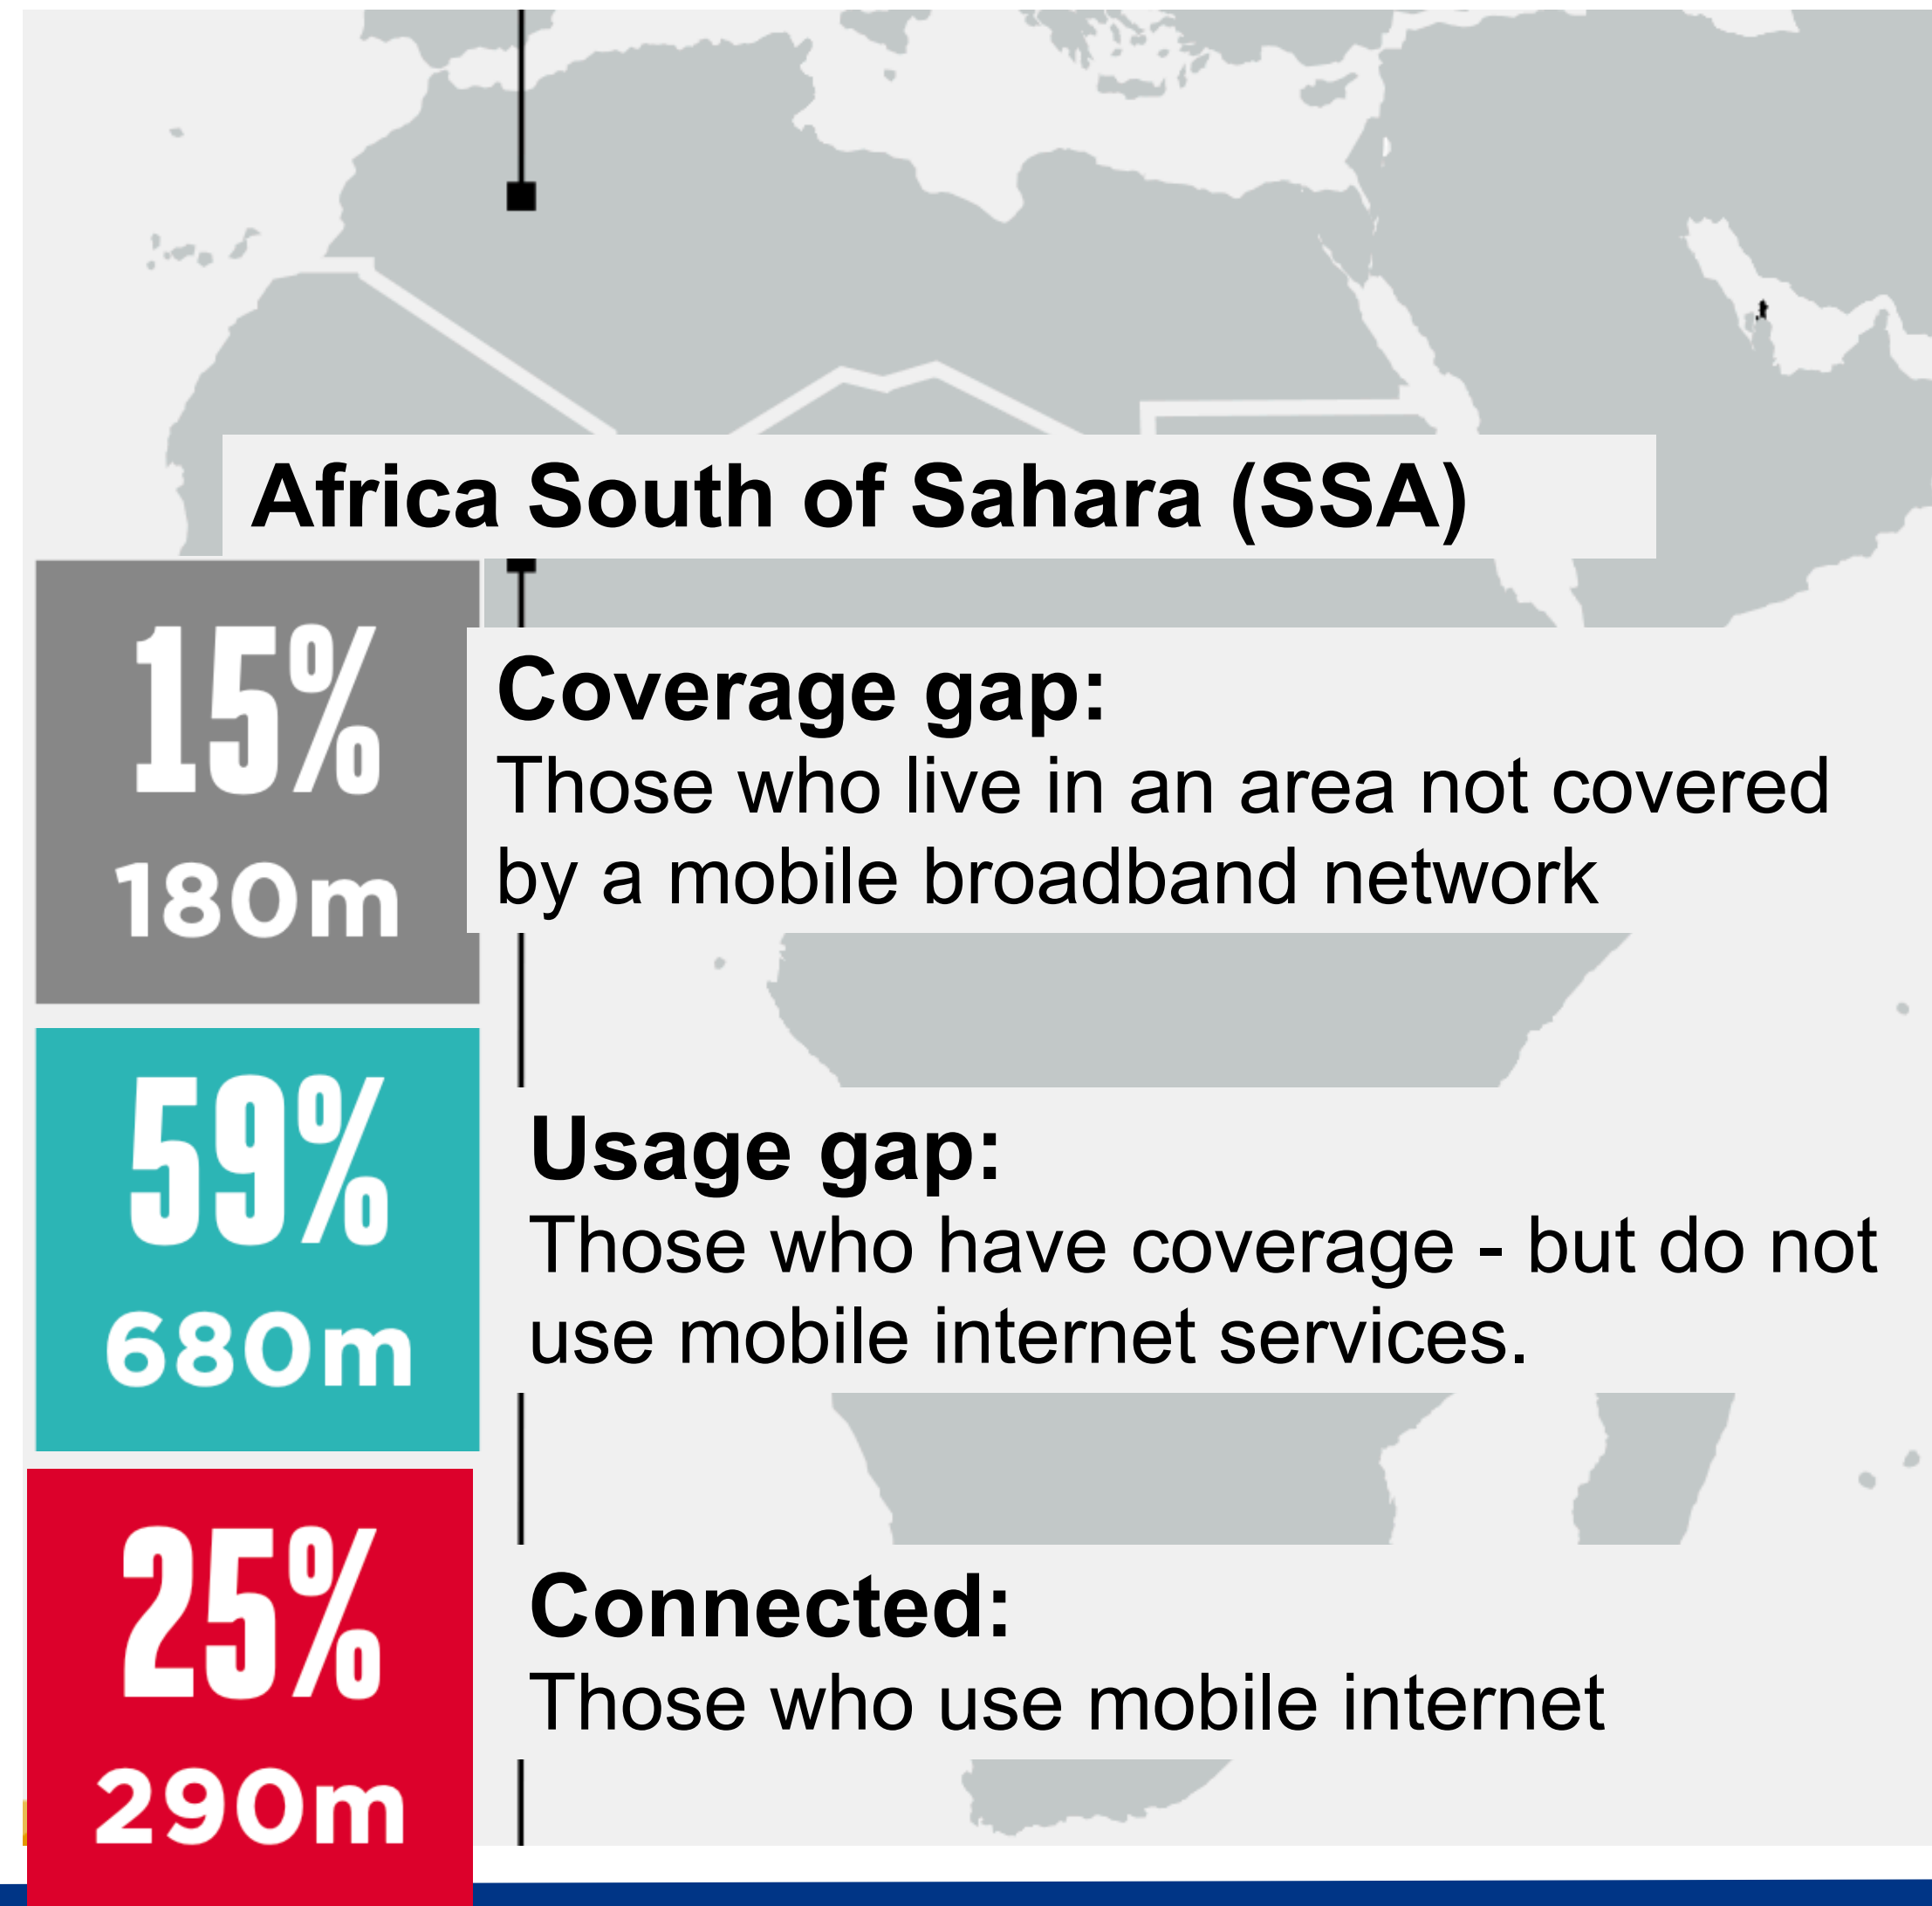 Africa South of Sahara (SSA)
15%
180m
Coverage gap:
Those who live in an area not covered
by a mobile broadband network
59%
680m
Usage gap:
Those who have coverage - but do not
use mobile internet services.
25%
290m
Connected:
Those who use mobile internet